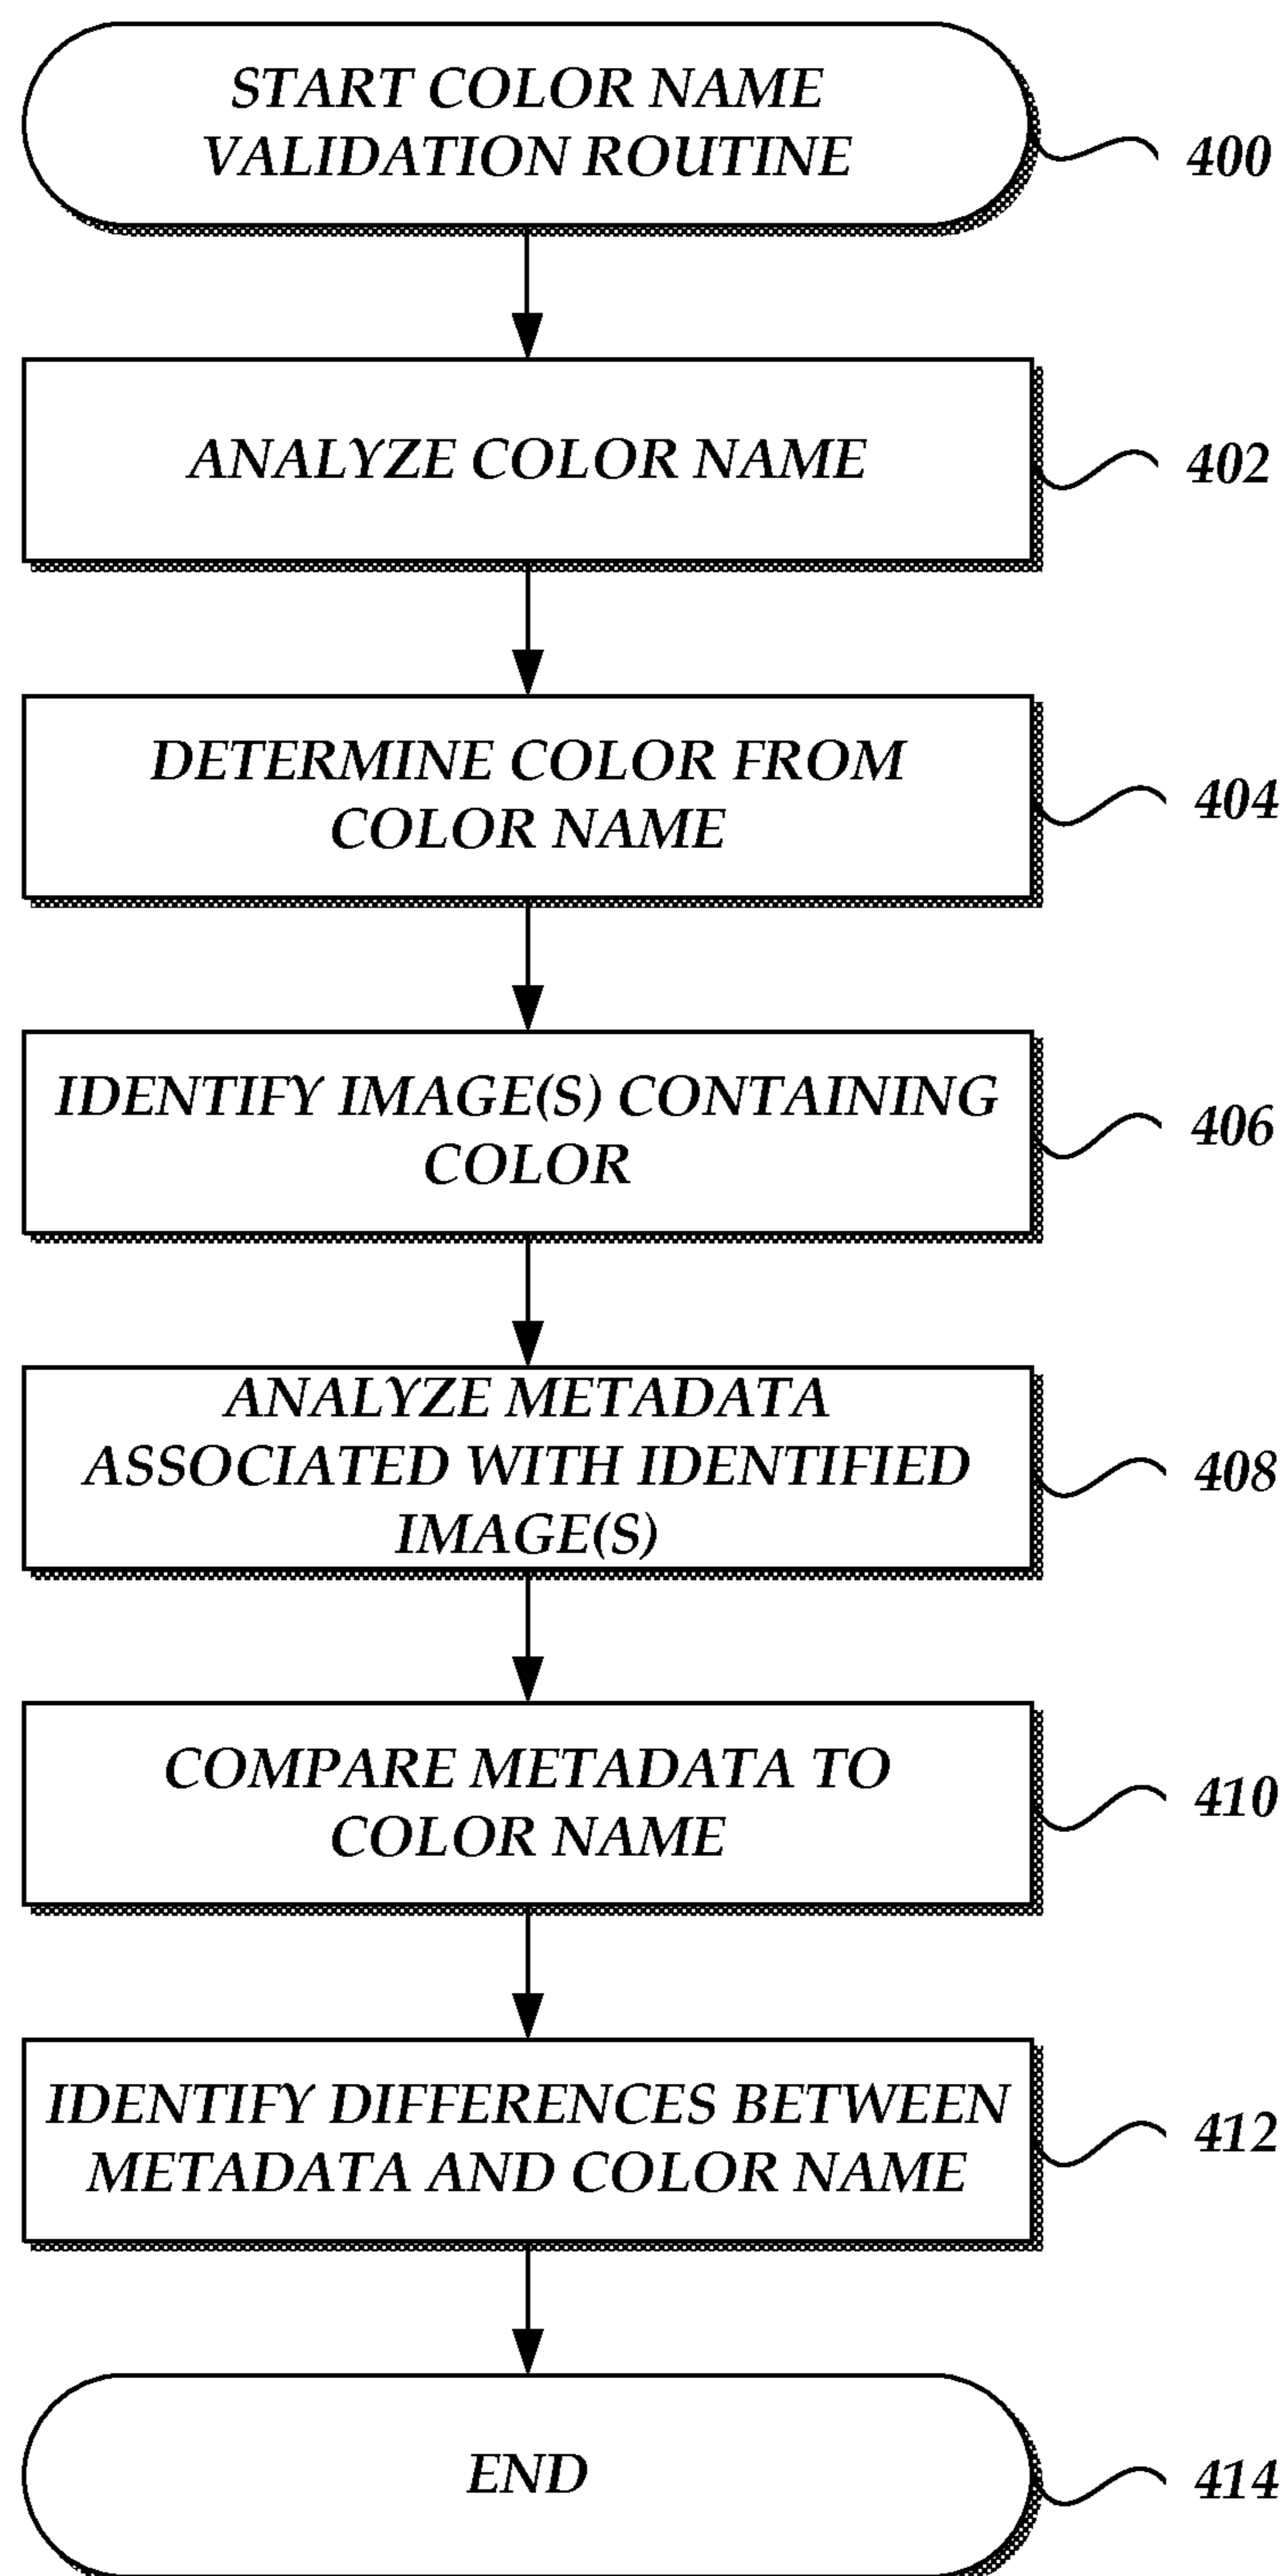 START COLOR NAME
VALIDATION ROUTINE
400
ANALYZE COLOR NAME
402
DETERMINE COLOR FROM
COLOR NAME
404
IDENTIFY IMAGE(S) CONTAINING
COLOR
406
ANALYZE METADATA
ASSOCIATED WITH IDENTIFIED
IMAGE(S)
408
COMPARE METADATA TO
COLOR NAME
410
IDENTIFY DIFFERENCES BETWEEN
METADATA AND COLOR NAME
412
END
414